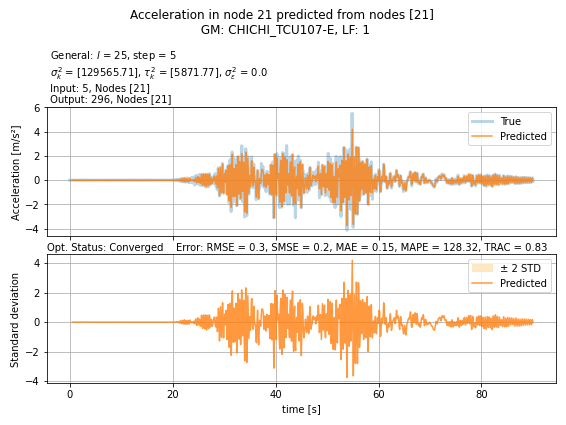 Acceleration in node 21 predicted from nodes [21]
GM: CHICHI_TCU107-E, LF: 1
General: l = 25, step = 5
σ²ₖ = [129565.71], τ²ₖ = [5871.77], σ²ε = 0.0
Input: 5, Nodes [21]
Output: 296, Nodes [21]
6
4
2
0
−2
−4
Acceleration [m/s²]
True
Predicted
Opt. Status: Converged Error: RMSE = 0.3, SMSE = 0.2, MAE = 0.15, MAPE = 128.32, TRAC = 0.83
4
2
0
−2
−4
Standard deviation
± 2 STD
Predicted
0 20 40 60 80
time [s]